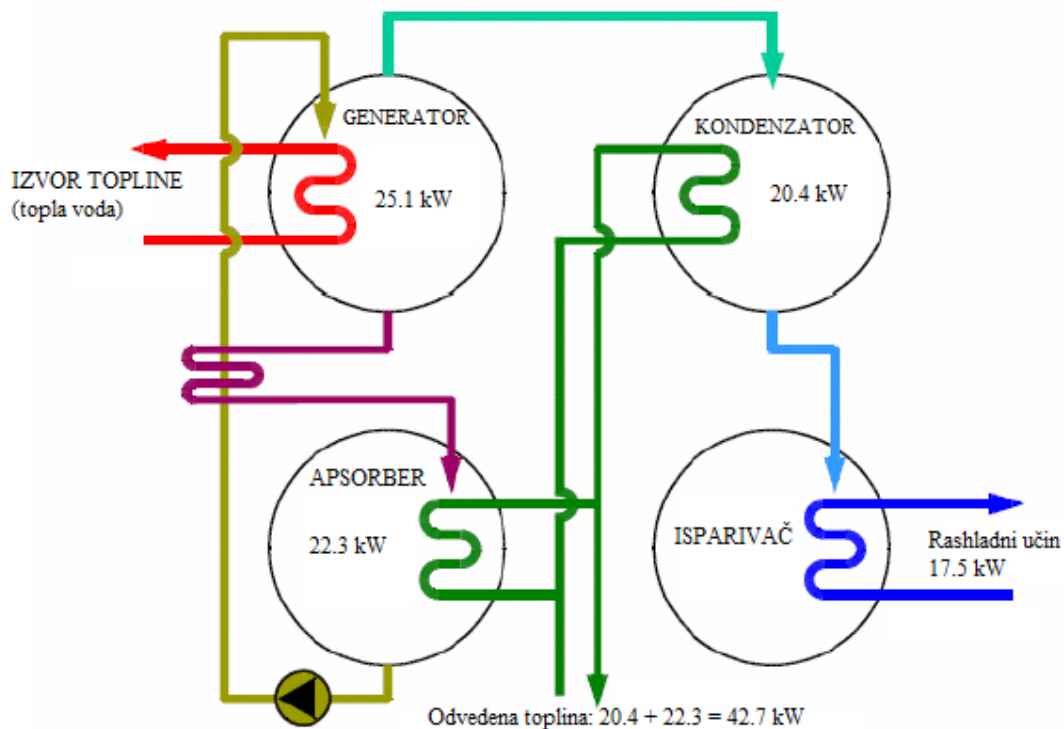 GENERATOR
25.1 kW
KONDENZATOR
20.4 kW
IZVOR TOPLINE
(topla voda)
APSORBER
22.3 kW
ISPARIVAČ
Rashladni učin
17.5 kW
Odvedena toplina: 20.4 + 22.3 = 42.7 kW